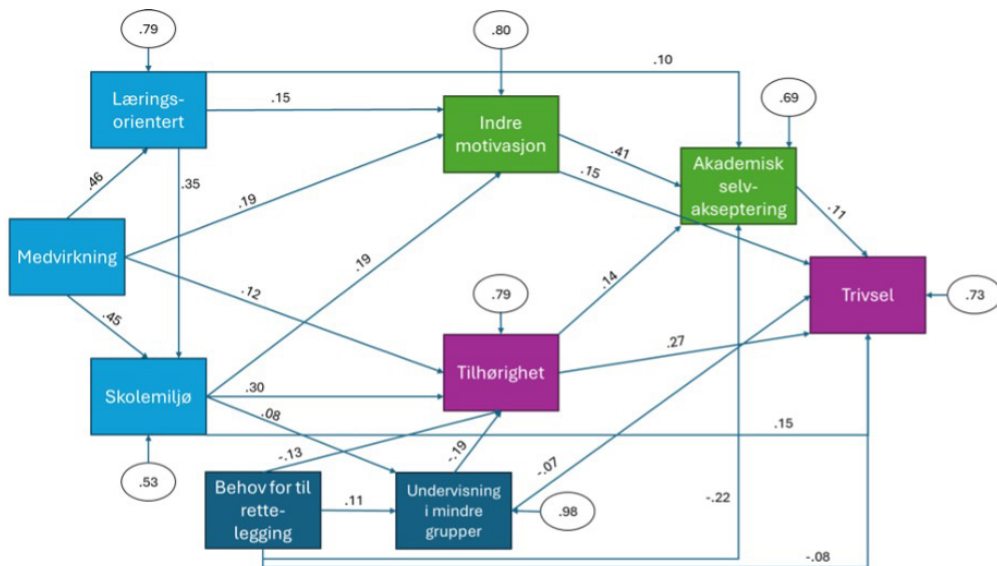 .79
.80
.10
Lærings-
orientert
.15
Indre
motivasjon
.69
.41
Akademisk
selv-
akseptering
.46
.35
.15
.19
.11
Medvirkning
.19
.14
Trivsel
.73
.12
.79
.45
.27
Tilhørighet
Skolemiljø
.30
.08
.15
-.13
-.19
-.07
.53
Behov for til
rette-
legging
.11
Undervisning
i mindre
grupper
.98
-.22
-.08